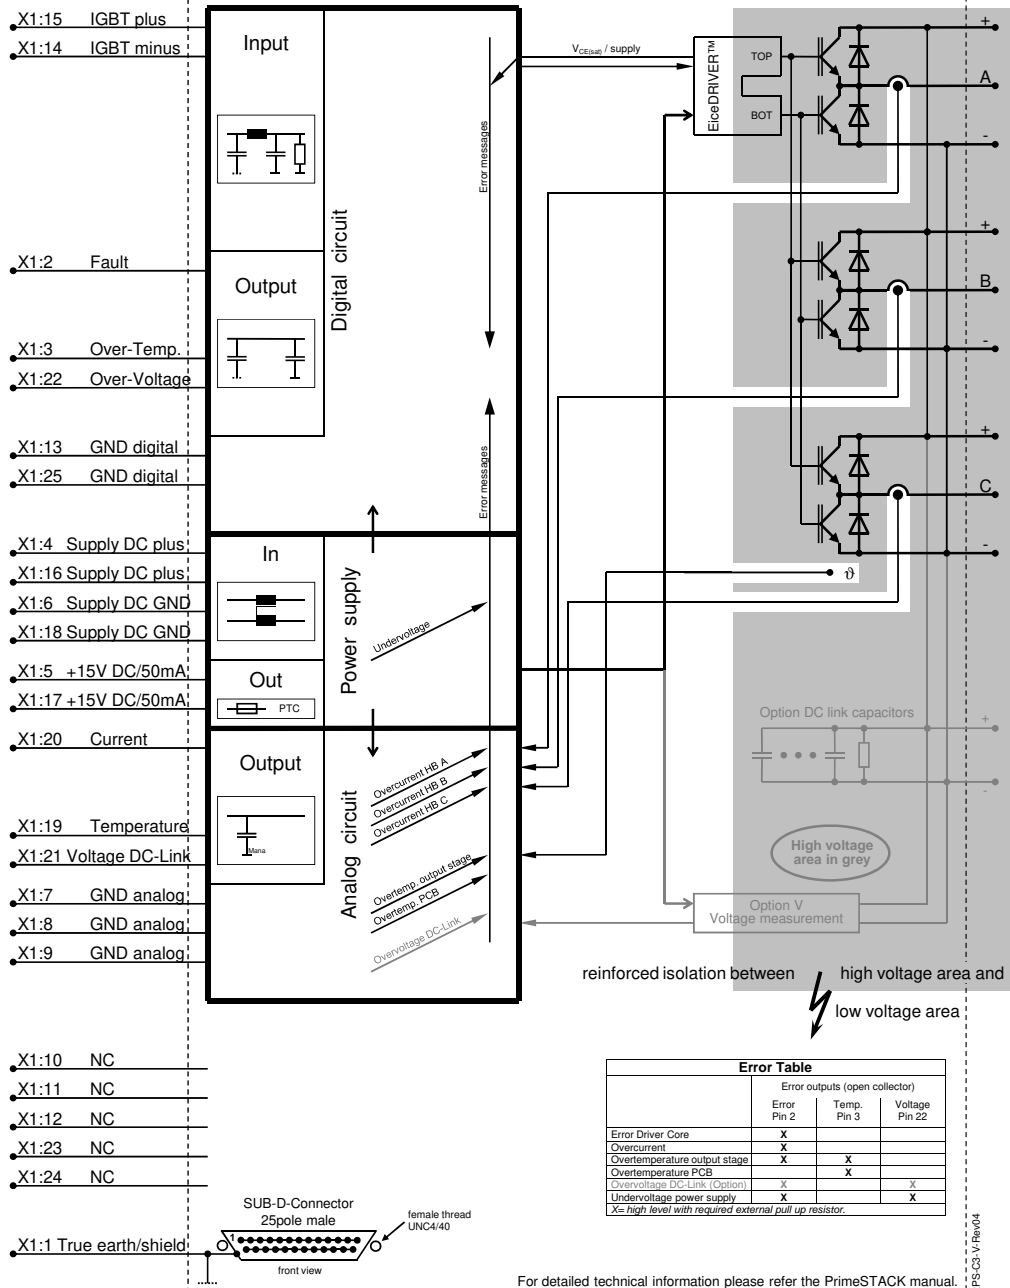 X1:15 IGBT plus
X1:14 IGBT minus
X1:2 Fault
X1:3 Over-Temp.
X1:22 Over-Voltage
X1:13 GND digital
X1:25 GND digital
X1:4 Supply DC plus
X1:16 Supply DC plus
X1:6 Supply DC GND
X1:18 Supply DC GND
X1:5 +15V DC/50mA
X1:17 +15V DC/50mA
X1:20 Current
X1:19 Temperature
X1:21 Voltage DC-Link
X1:7 GND analog
X1:8 GND analog
X1:9 GND analog
X1:10 NC
X1:11 NC
X1:12 NC
X1:23 NC
X1:24 NC
X1:1 True earth/shield
Input
Output
Digital circuit
Error messages
Error messages
In
Out
PTC
Power supply
Undervoltage
Output
Mana
Analog circuit
Overcurrent HB A
Overcurrent HB B
Overcurrent HB C
Overtemp. output stage
Overtemp. PCB
Overvoltage DC-Link
VCE(sat) / supply
EiceDRIVER™
TOP
BOT
+
A
-
+
B
-
+
C
-
ϑ
Option DC link capacitors
+
-
High voltage
area in grey
Option V
Voltage measurement
reinforced isolation between high voltage area and
low voltage area
Error Table
Error outputs (open collector)
Error Temp. Voltage
Pin 2 Pin 3 Pin 22
Error Driver Core X
Overcurrent X
Overtemperature output stage X X
Overtemperature PCB X
Overvoltage DC-Link (Option) X X
Undervoltage power supply X X
X= high level with required external pull up resistor.
SUB-D-Connector
25pole male
1
female thread
UNC4/40
front view
For detailed technical information please refer the PrimeSTACK manual.
PS-C3-V-Rev04